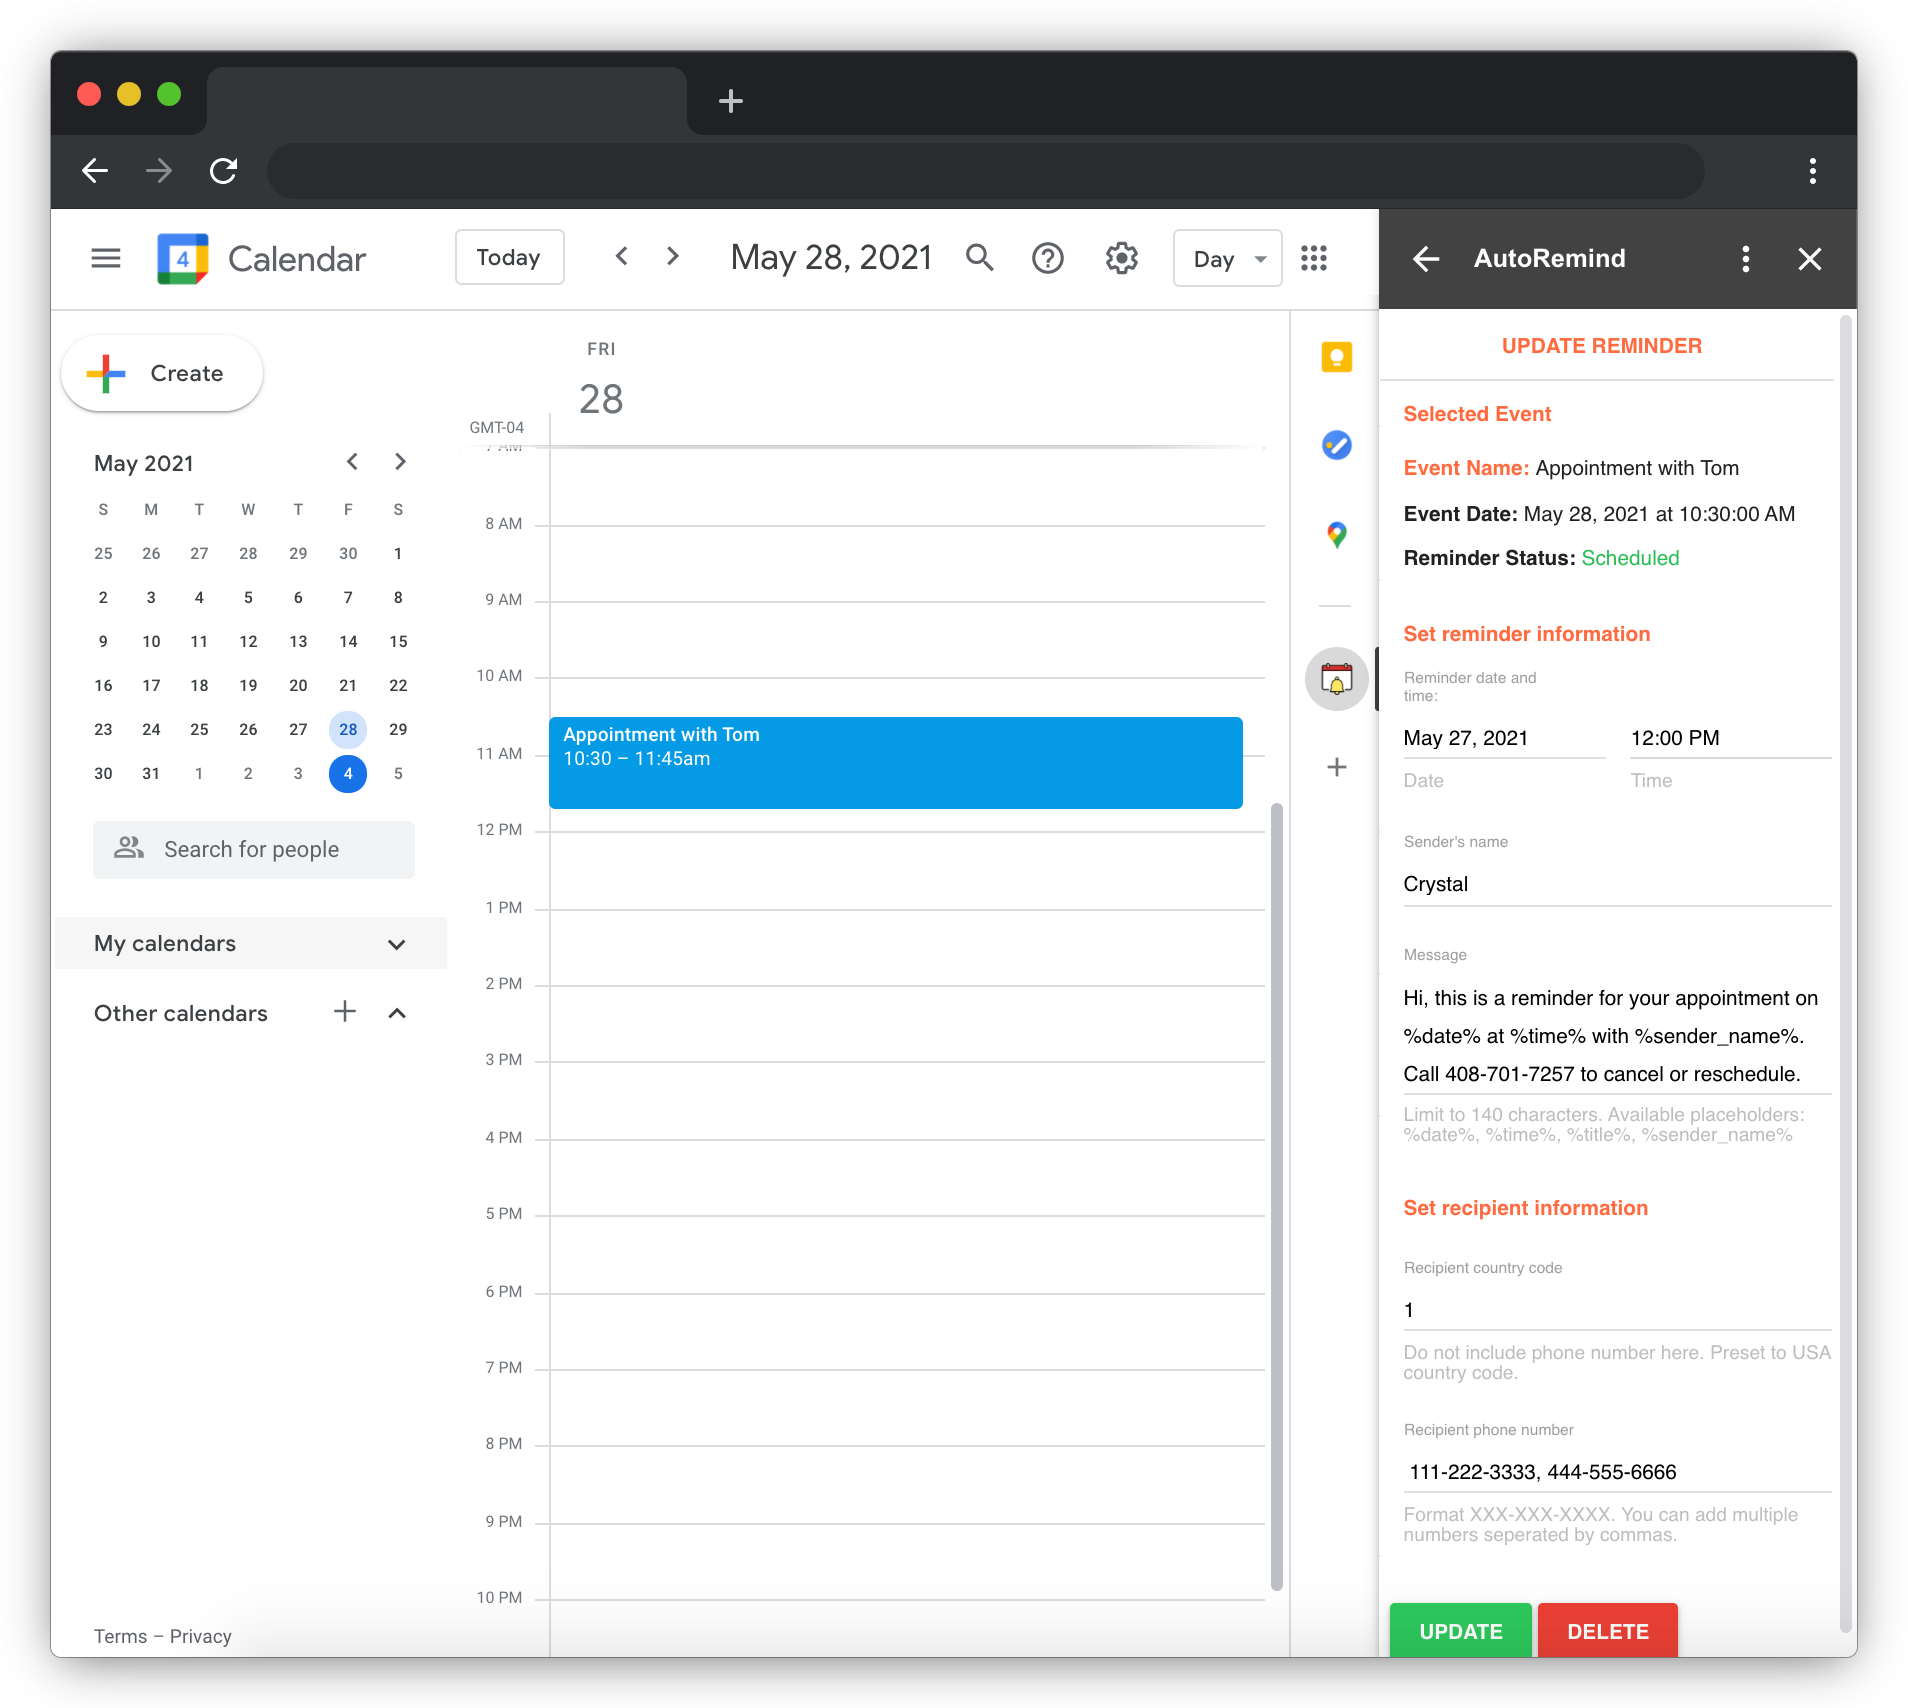 4
Calendar
Today
May 28, 2021
Day
AutoRemind
Create
May 2021
S M T W T F S
25 26 27 28 29 30 1
2 3 4 5 6 7 8
9 10 11 12 13 14 15
16 17 18 19 20 21 22
23 24 25 26 27 28 29
30 31 1 2 3 4 5
Search for people
My calendars
Other calendars
Terms – Privacy
FRI
28
GMT-04
7 AM
8 AM
9 AM
10 AM
Appointment with Tom
10:30 – 11:45am
11 AM
12 PM
1 PM
2 PM
3 PM
4 PM
5 PM
6 PM
7 PM
8 PM
9 PM
10 PM
UPDATE REMINDER
Selected Event
Event Name: Appointment with Tom
Event Date: May 28, 2021 at 10:30:00 AM
Reminder Status: Scheduled
Set reminder information
Reminder date and
time:
May 27, 2021 12:00 PM
Date Time
Sender's name
Crystal
Message
Hi, this is a reminder for your appointment on
%date% at %time% with %sender_name%.
Call 408-701-7257 to cancel or reschedule.
Limit to 140 characters. Available placeholders:
%date%, %time%, %title%, %sender_name%
Set recipient information
Recipient country code
1
Do not include phone number here. Preset to USA
country code.
Recipient phone number
111-222-3333, 444-555-6666
Format XXX-XXX-XXXX. You can add multiple
numbers seperated by commas.
UPDATE DELETE